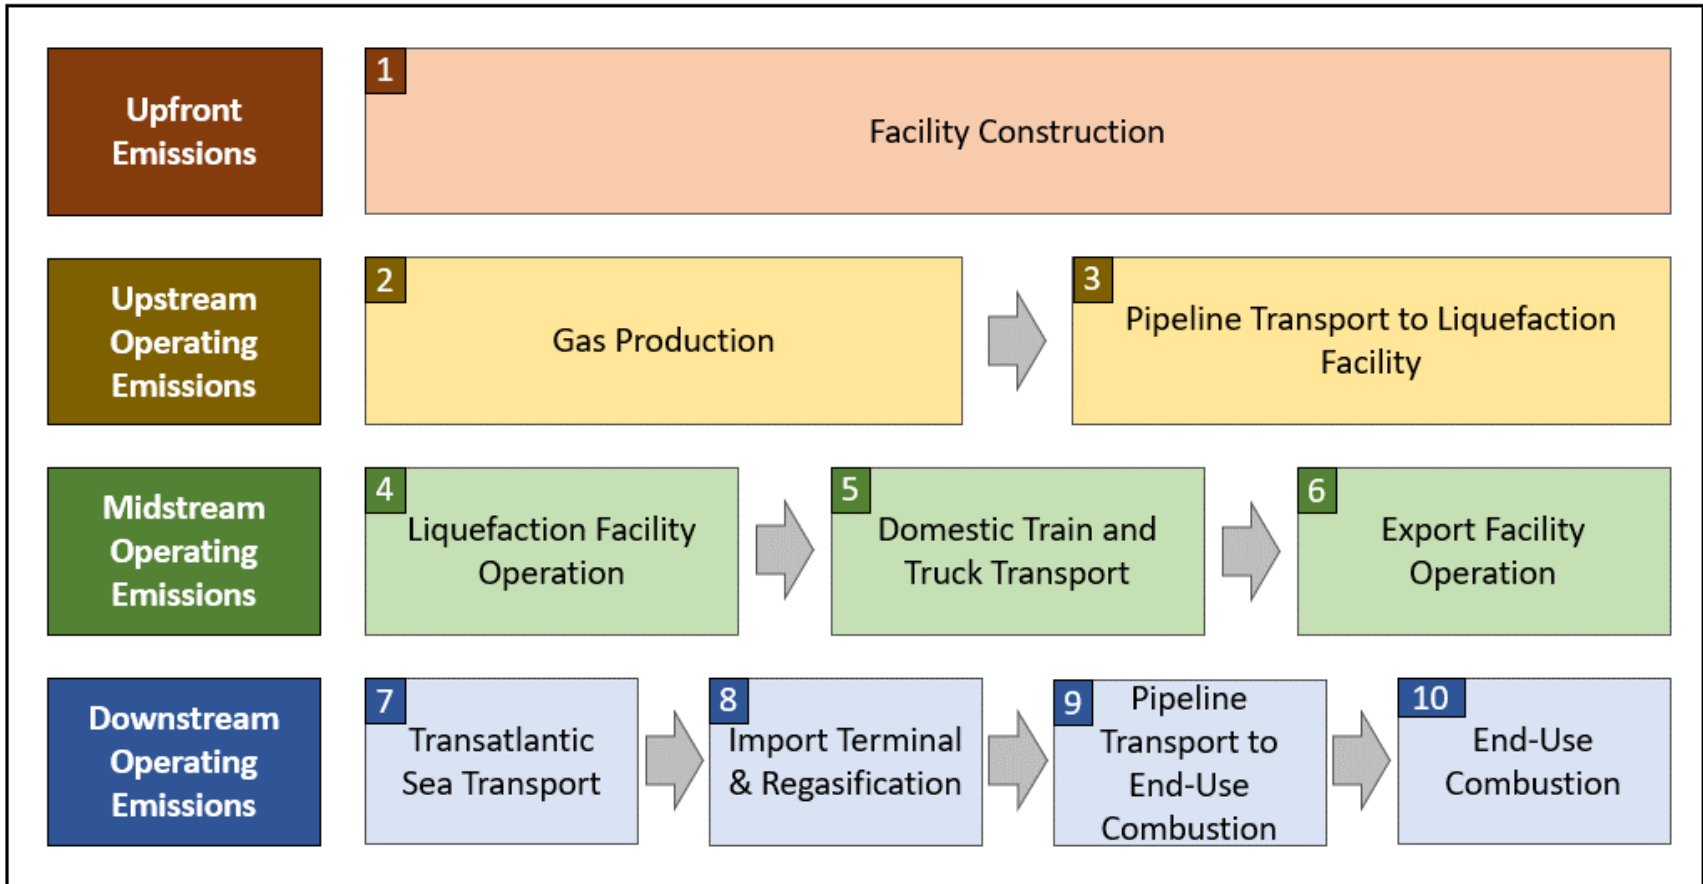 Upfront
Emissions
1
Facility Construction
Upstream
Operating
Emissions
2
Gas Production
3
Pipeline Transport to Liquefaction
Facility
Midstream
Operating
Emissions
4
Liquefaction Facility
Operation
5
Domestic Train and
Truck Transport
6
Export Facility
Operation
Downstream
Operating
Emissions
7
Transatlantic
Sea Transport
8
Import Terminal
& Regasification
9
Pipeline
Transport to
End-Use
Combustion
10
End-Use
Combustion